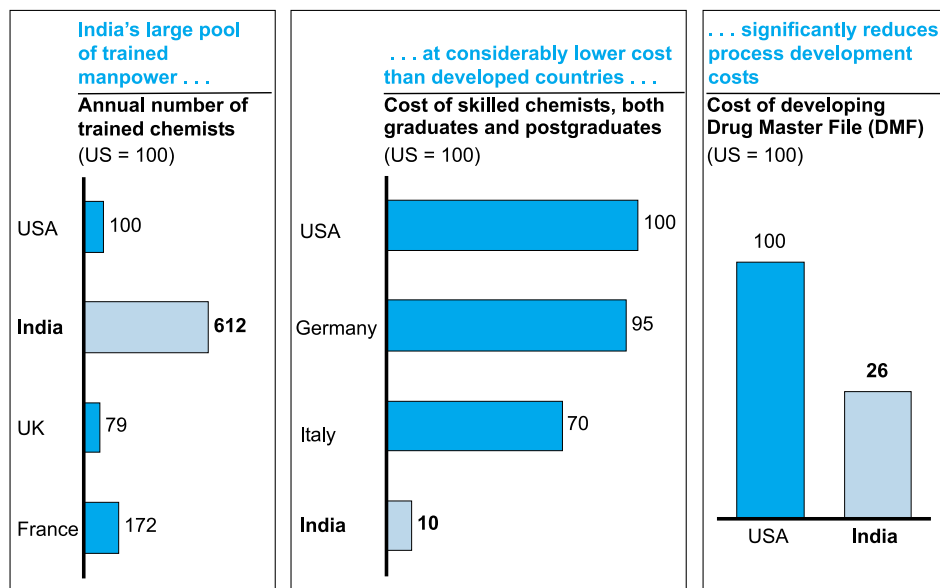 India’s large pool
of trained
manpower . . .
Annual number of
trained chemists
(US = 100)
USA
100
India
612
UK
79
France
172
. . . at considerably lower cost
than developed countries . . .
Cost of skilled chemists, both
graduates and postgraduates
(US = 100)
USA
100
Germany
95
Italy
70
India
10
. . . significantly reduces
process development
costs
Cost of developing
Drug Master File (DMF)
(US = 100)
100
26
USA
India